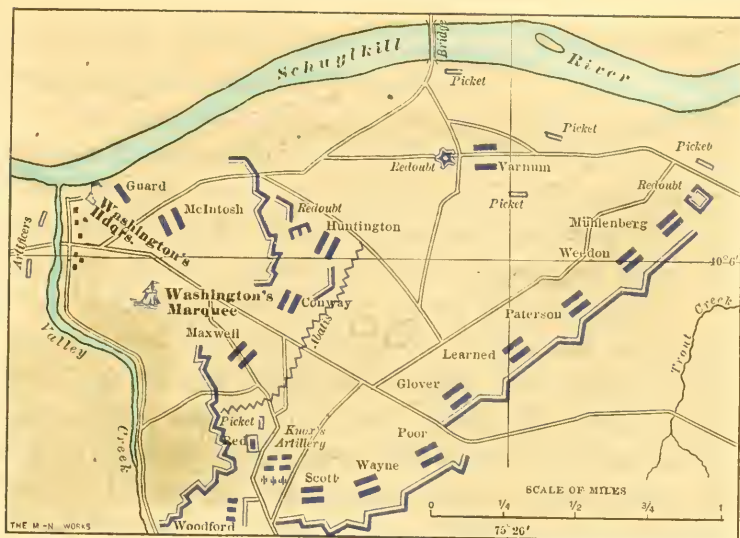 Schuylkill
River
Bridge
Picket
Picket
Picket
Redoubt
Varnum
Picket
Redoubt
Guard
McIntosh
Redoubt
Huntington
Mühlenberg
Weedon
Washington's
Hdqrs.
Artificers
40°6'
Washington's
Marquee
Conway
Paterson
Maxwell
Abatis
Learned
Valley
Creek
Trout Creek
Glover
Picket
Red.
Knox's
Artillery
Poor
Wayne
Scott
Woodford
SCALE OF MILES
0 1/4 1/2 3/4 1
75°26'
THE M.-N. WORKS